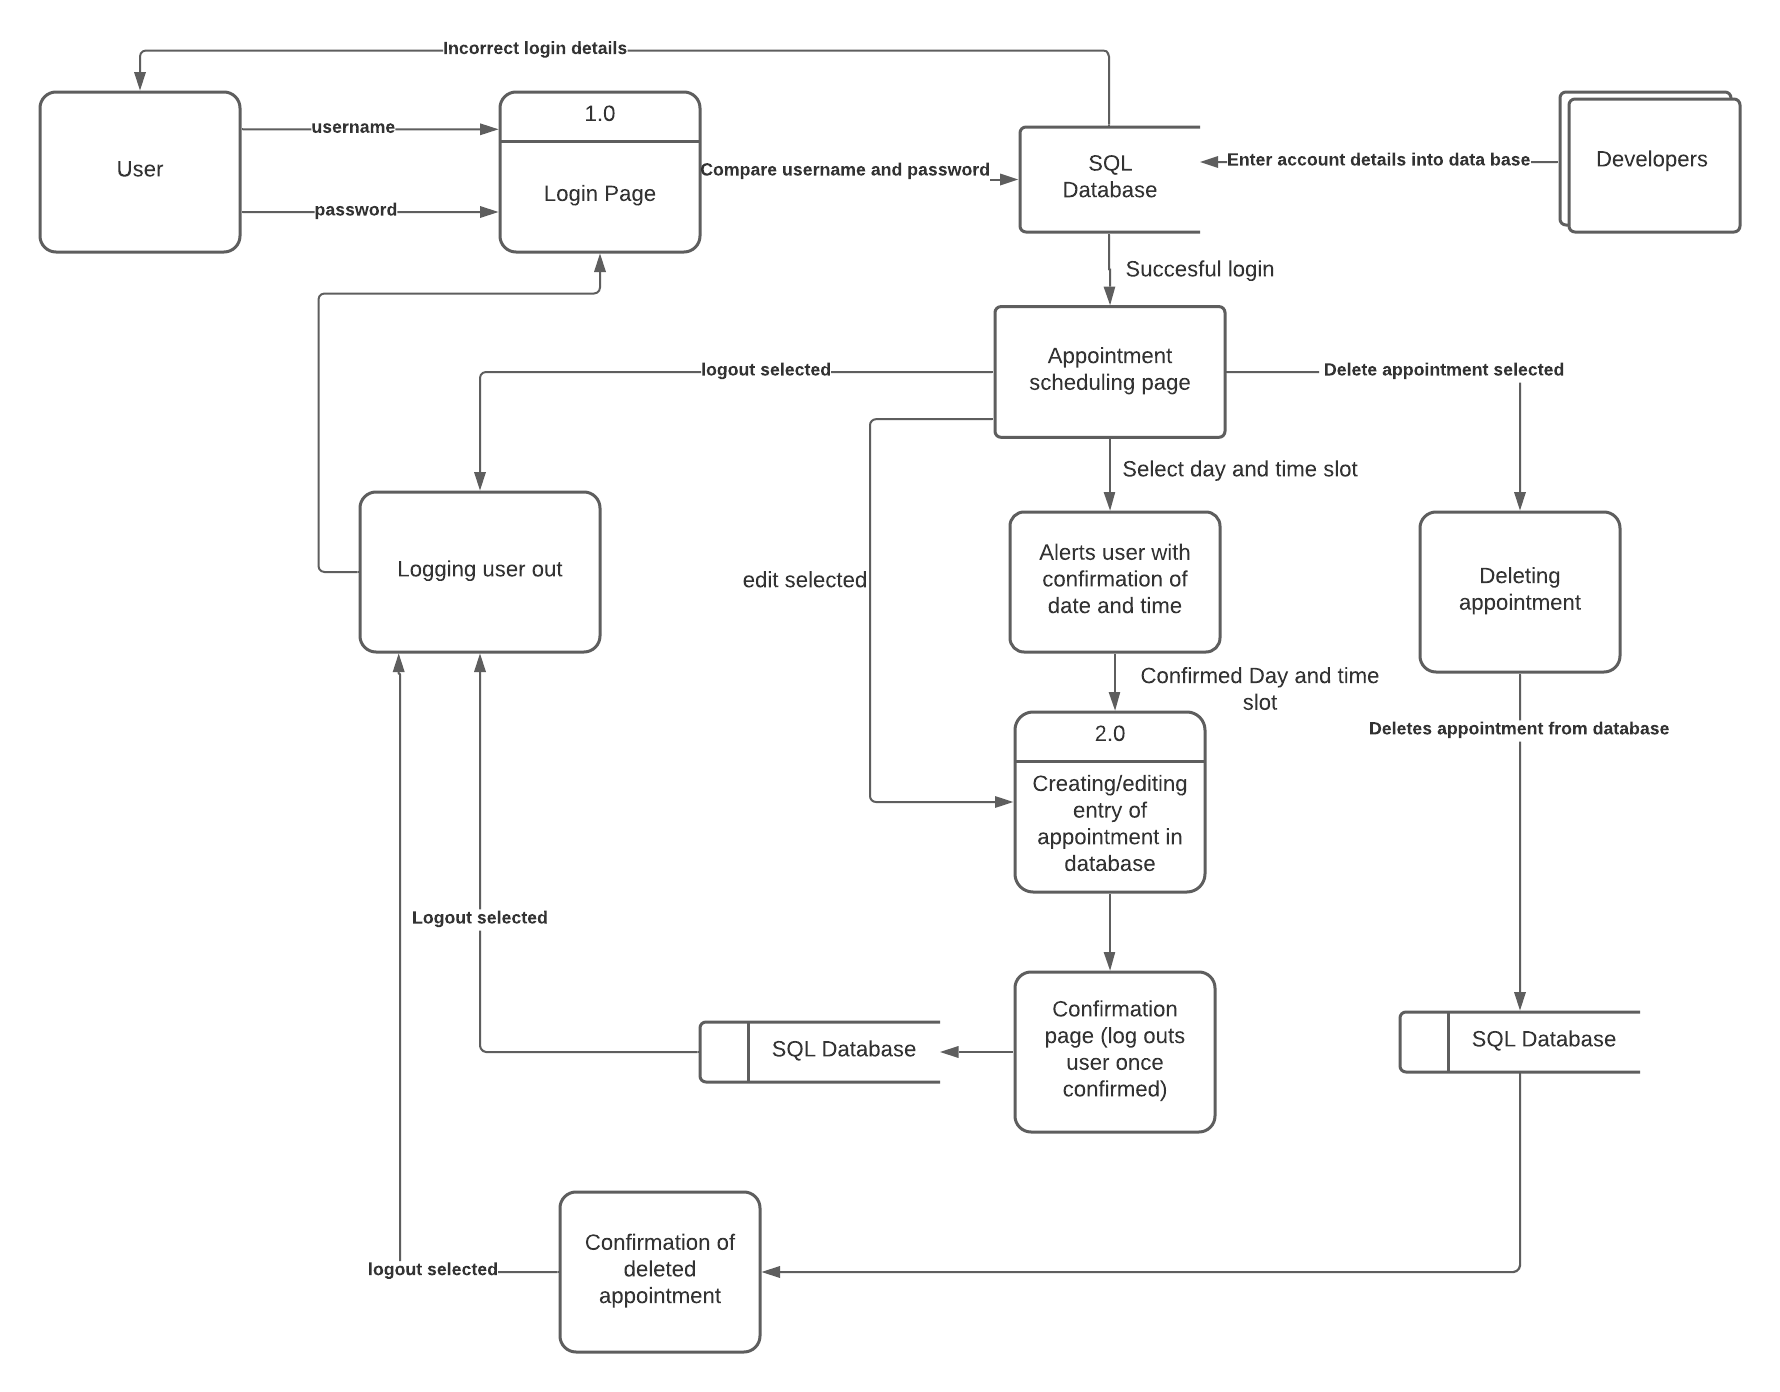 Incorrect login details
User
username
password
1.0
Login Page
Compare username and password
SQL
Database
Enter account details into data base
Developers
Succesful login
Appointment
scheduling page
logout selected
Delete appointment selected
Select day and time slot
Logging user out
edit selected
Alerts user with
confirmation of
date and time
Deleting
appointment
Confirmed Day and time
slot
Deletes appointment from database
2.0
Creating/editing
entry of
appointment in
database
Logout selected
Confirmation
page (log outs
user once
confirmed)
SQL Database
SQL Database
Confirmation of
deleted
appointment
logout selected